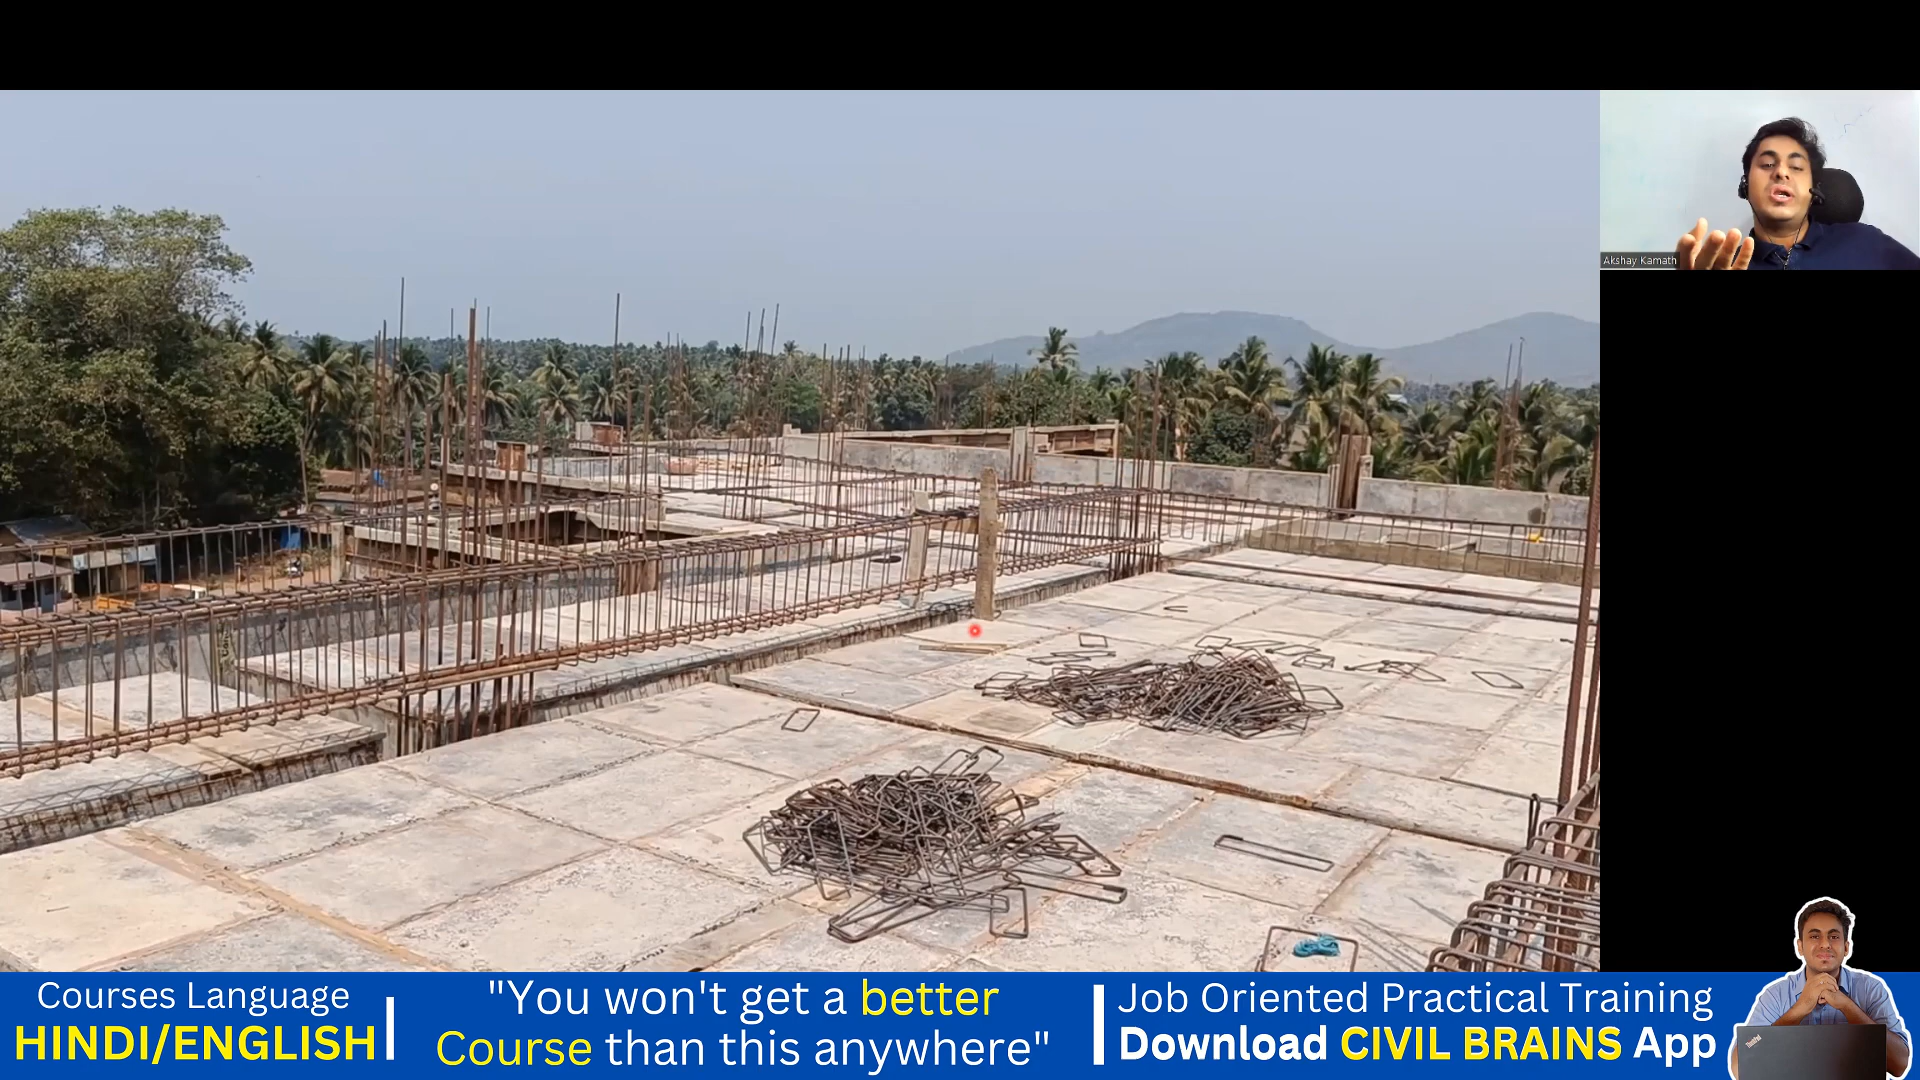 Akshay Kamath
Courses Language
HINDI/ENGLISH
"You won't get a better
Course than this anywhere"
Job Oriented Practical Training
Download CIVIL BRAINS App
ThinkPad